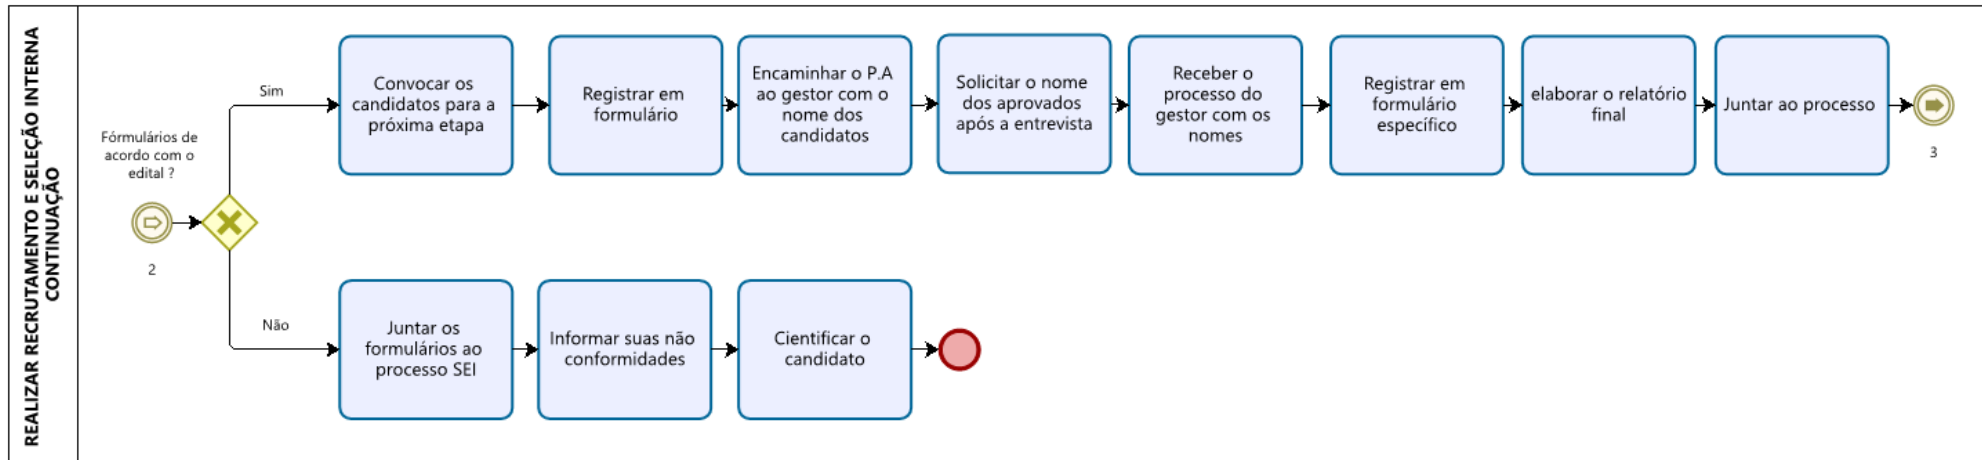 REALIZAR RECRUTAMENTO E SELEÇÃO INTERNA
CONTINUAÇÃO
Fórmulários de
acordo com o
edital ?
2
Sim
Convocar os
candidatos para a
próxima etapa
Registrar em
formulário
Encaminhar o P.A
ao gestor com o
nome dos
candidatos
Solicitar o nome
dos aprovados
após a entrevista
Receber o
processo do
gestor com os
nomes
Registrar em
formulário
específico
elaborar o relatório
final
Juntar ao processo
3
Não
Juntar os
formulários ao
processo SEI
Informar suas não
conformidades
Cientificar o
candidato